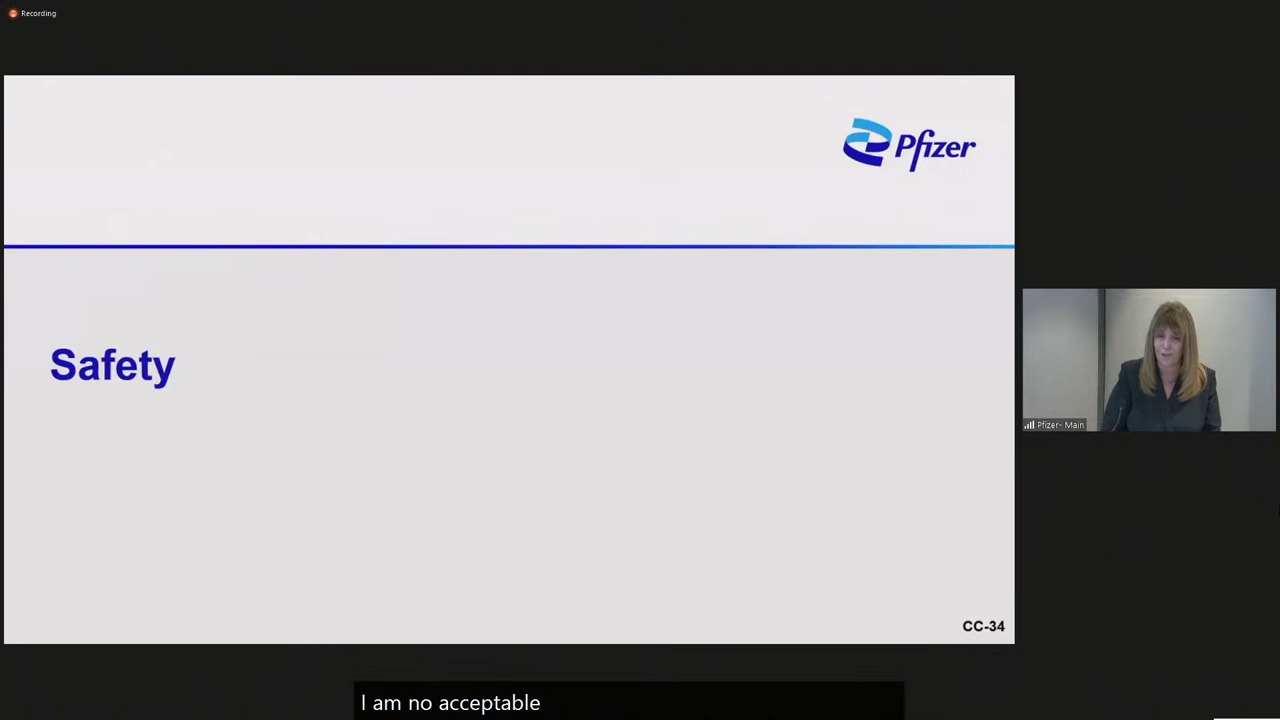 Recording
Pfizer
Safety
Pfizer- Main
CC-34
I am no acceptable